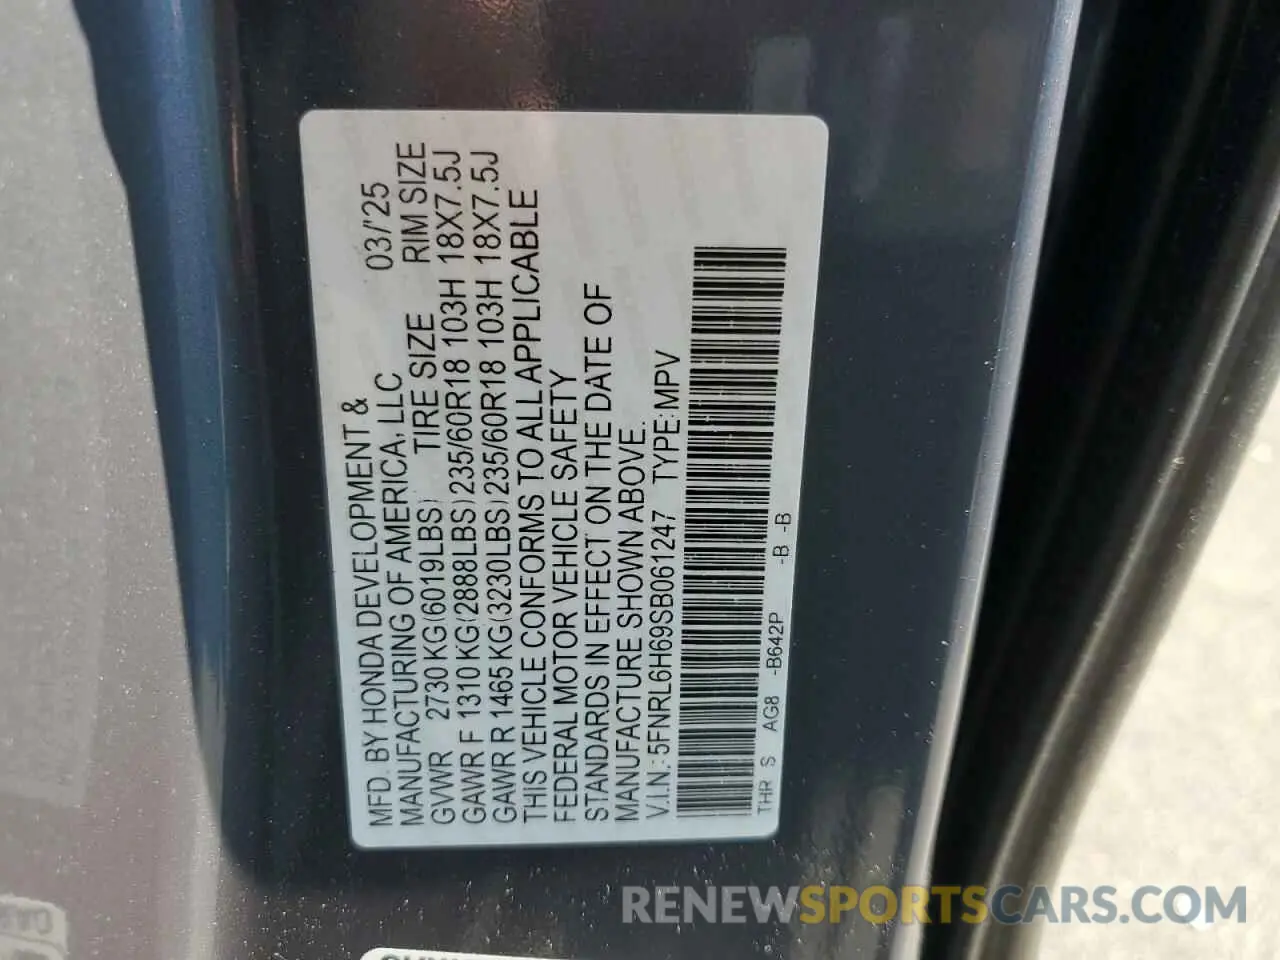 MFD. BY HONDA DEVELOPMENT &
MANUFACTURING OF AMERICA, LLC 03/'25
GVWR 2730 KG(6019LBS) TIRE SIZE RIM SIZE
GAWR F 1310 KG(2888LBS) 235/60R18 103H 18X7.5J
GAWR R 1465 KG(3230LBS) 235/60R18 103H 18X7.5J
THIS VEHICLE CONFORMS TO ALL APPLICABLE
FEDERAL MOTOR VEHICLE SAFETY
STANDARDS IN EFFECT ON THE DATE OF
MANUFACTURE SHOWN ABOVE.
V.I.N.: 5FNRL6H69SB061247 TYPE: MPV
THR S AG8 -B642P -B -B
RENEWSPORTSCARS.COM